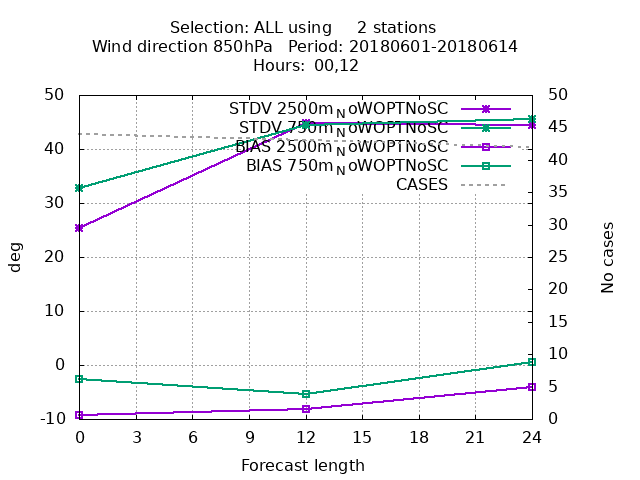 Selection: ALL using 2 stations
Wind direction 850hPa Period: 20180601-20180614
Hours: 00,12
STDV 2500m_NoWOPTNoSC
STDV 750m_NoWOPTNoSC
BIAS 2500m_NoWOPTNoSC
BIAS 750m_NoWOPTNoSC
CASES
deg
50
40
30
20
10
0
-10
50
45
40
35
30
25
20
15
10
5
0
No cases
0 3 6 9 12 15 18 21 24
Forecast length